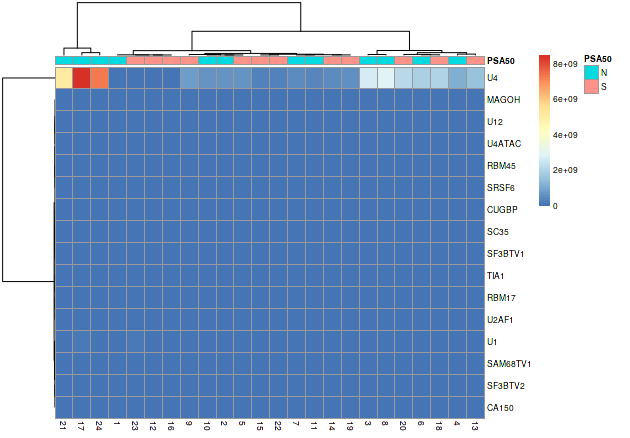 PSA50
U4
MAGOH
U12
U4ATAC
RBM45
SRSF6
CUGBP
SC35
SF3BTV1
TIA1
RBM17
U2AF1
U1
SAM68TV1
SF3BTV2
CA150
21 17 24 1 23 12 16 9 10 2 5 15 22 7 11 14 19 3 8 20 6 18 4 13
8e+09
6e+09
4e+09
2e+09
0
PSA50
N
S